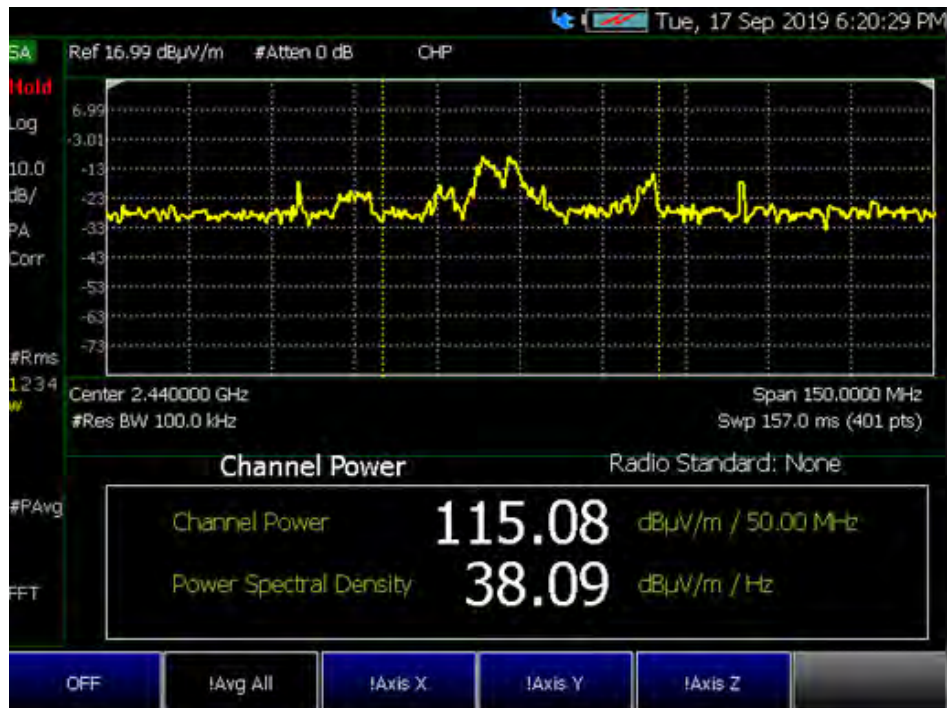 Tue, 17 Sep 2019 6:20:29 PM
SA Ref 16.99 dBµV/m #Atten 0 dB CHP
Hold
Log
10.0
dB/
PA
Corr
6.99
-3.01
-13
-23
-33
-43
-53
-63
-73
#Rms
1234
W
Center 2.440000 GHz Span 150.0000 MHz
#Res BW 100.0 kHz Swp 157.0 ms (401 pts)
Channel Power Radio Standard: None
#PAvg
Channel Power 115.08 dBµV/m / 50.00 MHz
Power Spectral Density 38.09 dBµV/m / Hz
FFT
OFF !Avg All !Axis X !Axis Y !Axis Z